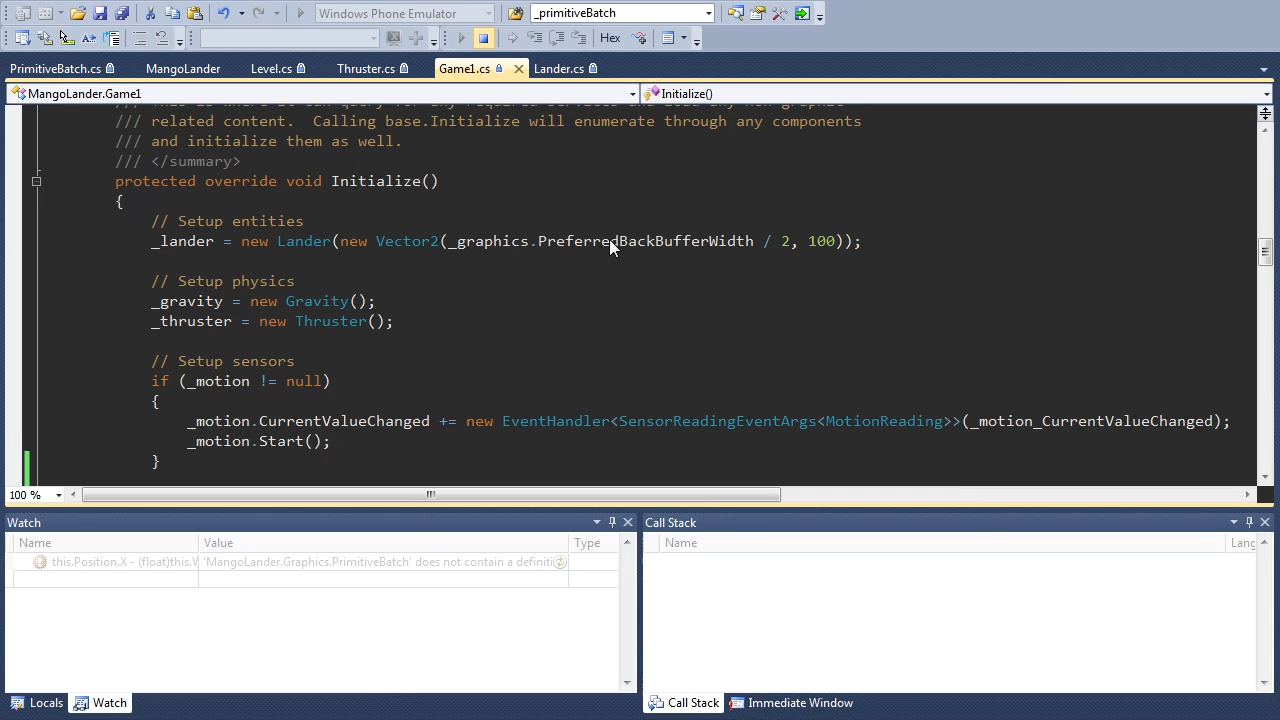 Windows Phone Emulator
_primitiveBatch
Hex
PrimitiveBatch.cs
MangoLander
Level.cs
Thruster.cs
Game1.cs
Lander.cs
MangoLander.Game1
Initialize()
/// related content.  Calling base.Initialize will enumerate through any components
/// and initialize them as well.
/// </summary>
protected override void Initialize()
{
// Setup entities
_lander = new Lander(new Vector2(_graphics.PreferredBackBufferWidth / 2, 100));
// Setup physics
_gravity = new Gravity();
_thruster = new Thruster();
// Setup sensors
if (_motion != null)
{
_motion.CurrentValueChanged += new EventHandler<SensorReadingEventArgs<MotionReading>>(_motion_CurrentValueChanged);
_motion.Start();
}
100 %
Watch
Name Value Type
this.Position.X - (float)this.V 'MangoLander.Graphics.PrimitiveBatch' does not contain a definiti
Call Stack
Name Lang
Locals Watch
Call Stack Immediate Window